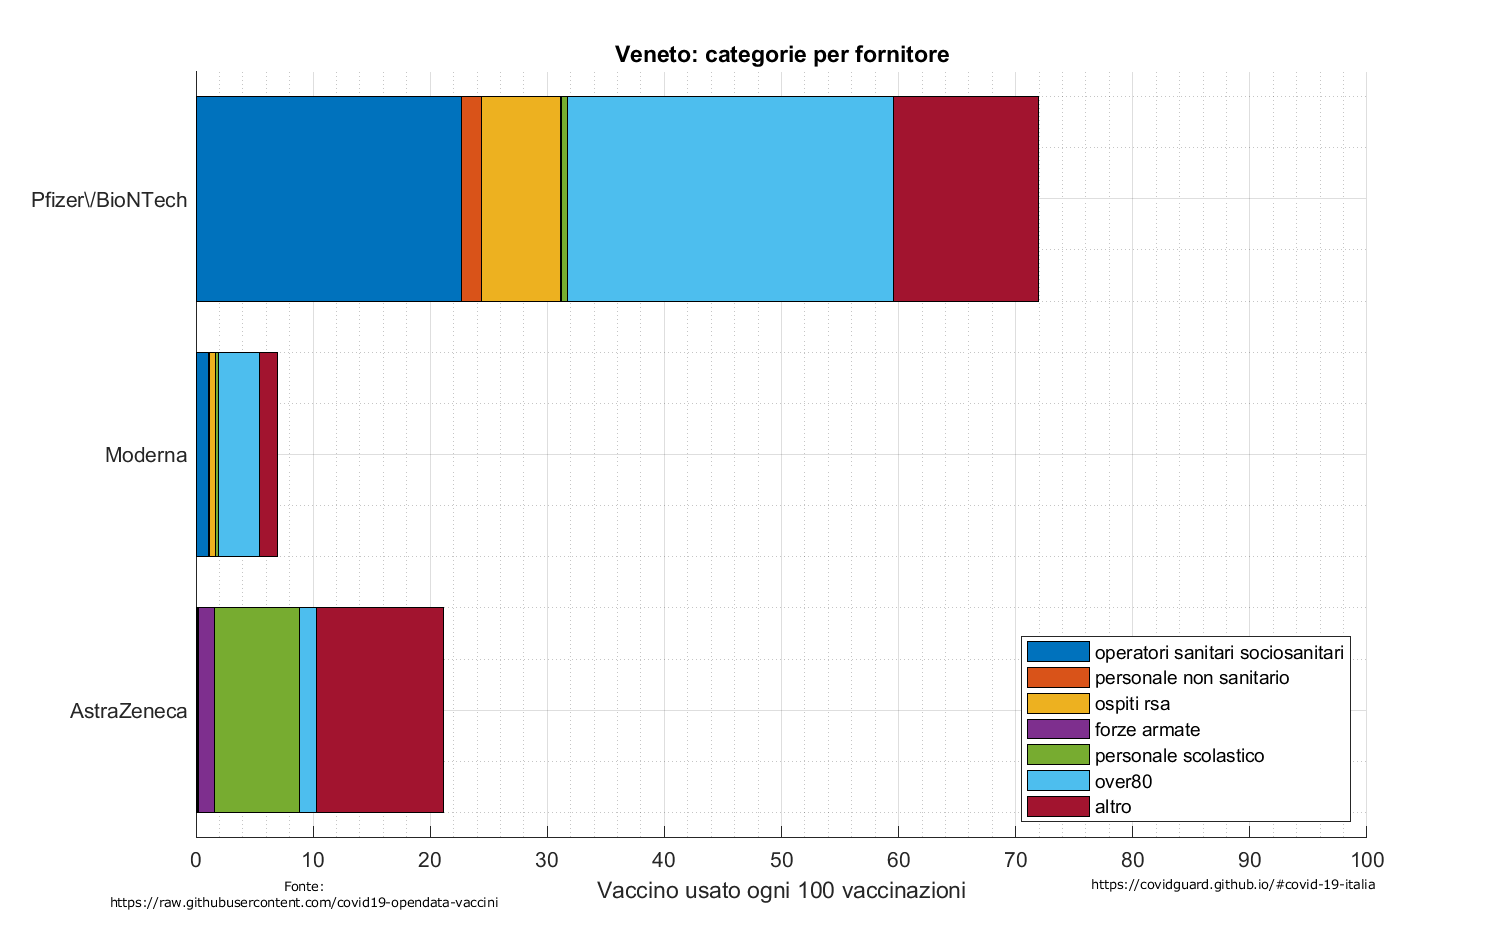 Veneto: categorie per fornitore
Pfizer\/BioNTech
Moderna
AstraZeneca
operatori sanitari sociosanitari
personale non sanitario
ospiti rsa
forze armate
personale scolastico
over80
altro
0 10 20 30 40 50 60 70 80 90 100
Vaccino usato ogni 100 vaccinazioni
Fonte:
https://raw.githubusercontent.com/covid19-opendata-vaccini
https://covidguard.github.io/#covid-19-italia